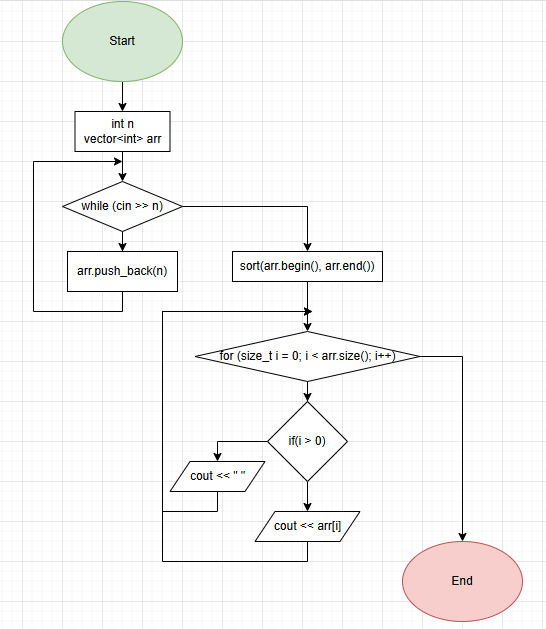 Start
int n
vector<int> arr
while (cin >> n)
arr.push_back(n)
sort(arr.begin(), arr.end())
for (size_t i = 0; i < arr.size(); i++)
if(i > 0)
cout << " "
cout << arr[i]
End